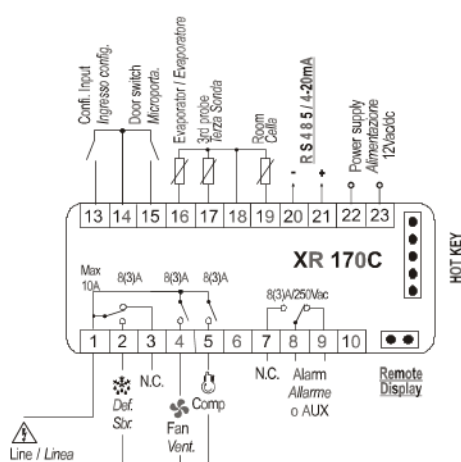 Confi. Input
Ingresso config.
Door switch
Microporta.
Evaporator / Evaporatore
3rd probe
Terza Sonda
Room
Cella
RS485/4-20mA
- +
Power supply
Alimentazione
12Vac/dc
13 14 15 16 17 18 19 20 21 22 23
XR 170C
HOT KEY
Max
10A
8(3)A 8(3)A 8(3)A
8(3)A/250Vac
1 2 3 4 5 6 7 8 9 10
N.C.
Def.
Sbr.
Fan
Vent.
Comp
N.C.
Alarm
Allarme
o AUX
Remote
Display
Line / Linea